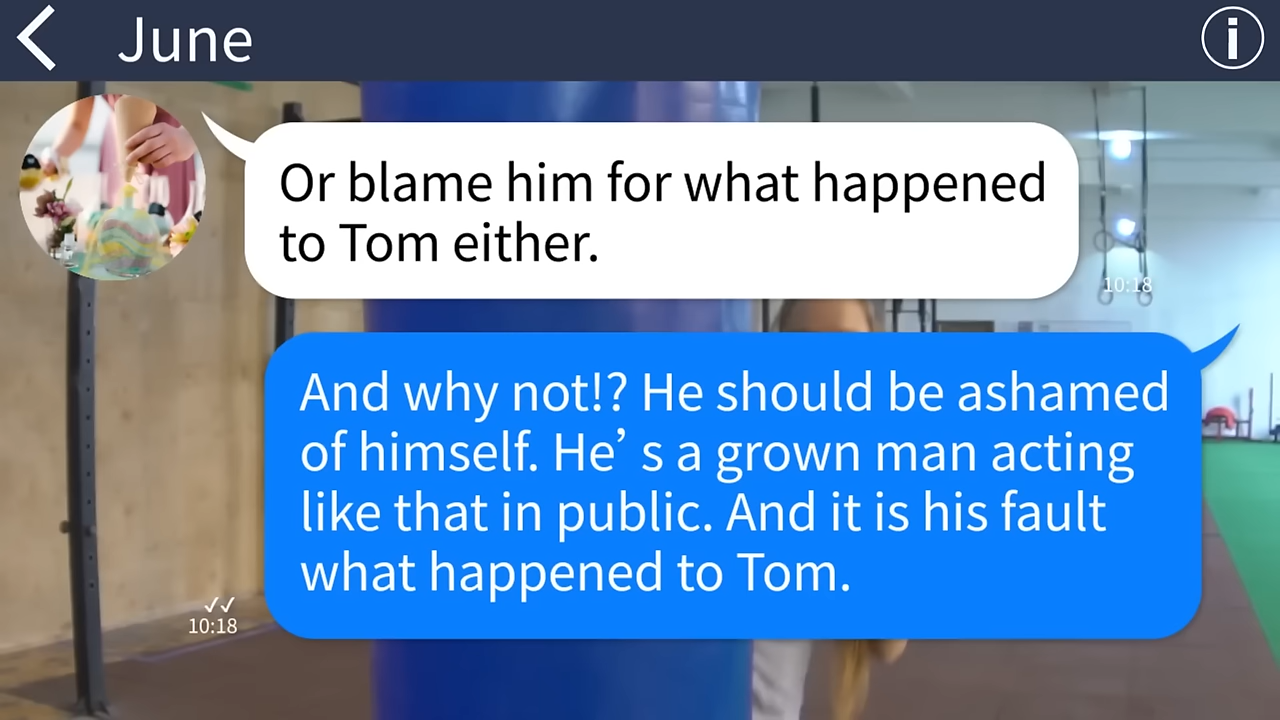 June
Or blame him for what happened
to Tom either.
10:18
And why not!? He should be ashamed
of himself. He’ s a grown man acting
like that in public. And it is his fault
what happened to Tom.
10:18